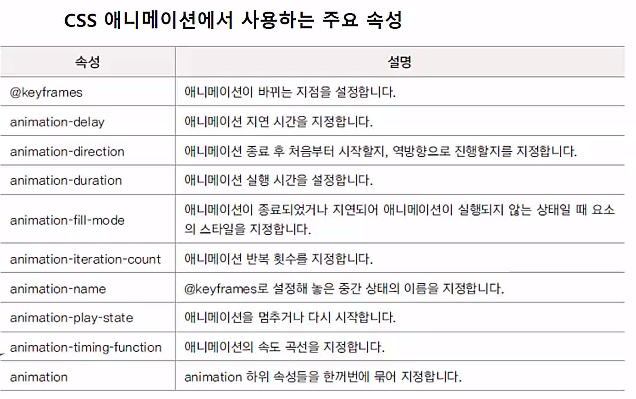 CSS 애니메이션에서 사용하는 주요 속성
속성 설명
@keyframes 애니메이션이 바뀌는 지점을 설정합니다.
animation-delay 애니메이션 지연 시간을 지정합니다.
animation-direction 애니메이션 종료 후 처음부터 시작할지, 역방향으로 진행할지를 지정합니다.
animation-duration 애니메이션 실행 시간을 설정합니다.
animation-fill-mode 애니메이션이 종료되었거나 지연되어 애니메이션이 실행되지 않는 상태일 때 요소
의 스타일을 지정합니다.
animation-iteration-count 애니메이션 반복 횟수를 지정합니다.
animation-name @keyframes로 설정해 놓은 중간 상태의 이름을 지정합니다.
animation-play-state 애니메이션을 멈추거나 다시 시작합니다.
animation-timing-function 애니메이션의 속도 곡선을 지정합니다.
animation animation 하위 속성들을 한꺼번에 묶어 지정합니다.